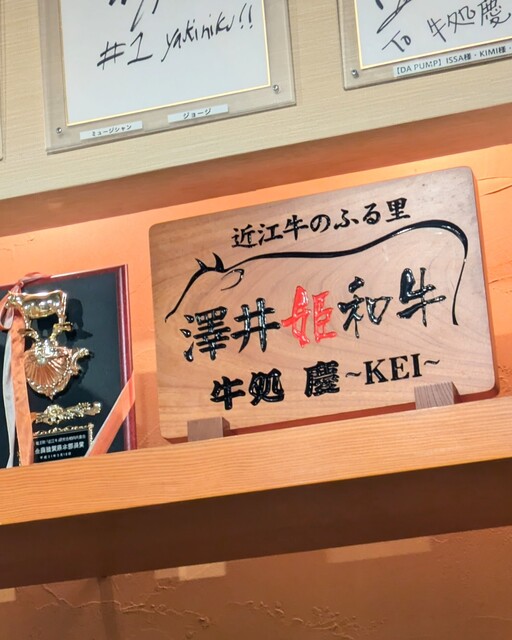 #1 yakiniku!!
ミュージシャン
ジョージ
To 牛処慶
【DA PUMP】ISSA様・KIMI様・
近江牛のふる里
澤井姫和牛
牛処 慶 ~KEI~